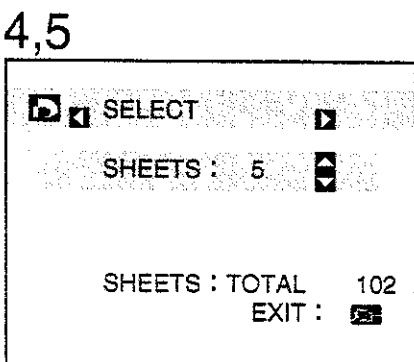 4,5
SELECT
SHEETS : 5
SHEETS : TOTAL 102
EXIT :